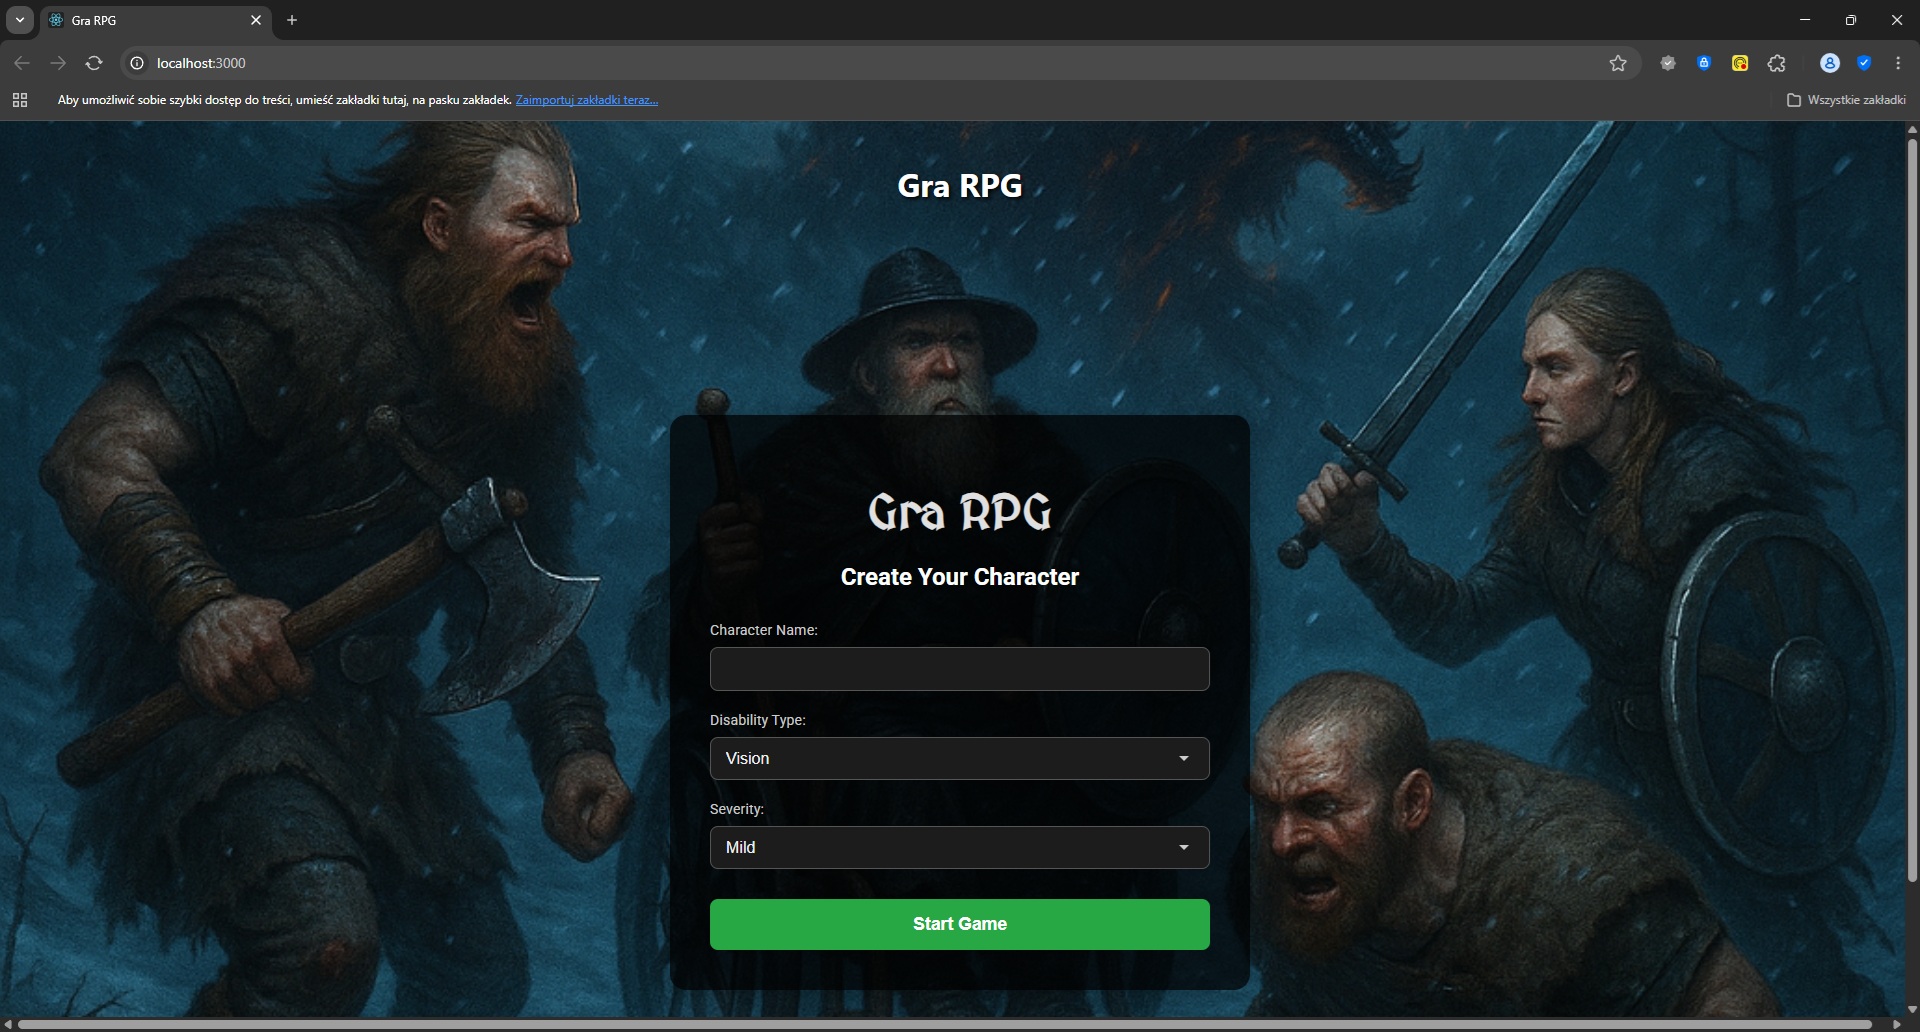 Gra RPG
localhost:3000
Aby umożliwić sobie szybki dostęp do treści, umieść zakładki tutaj, na pasku zakładek. Zaimportuj zakładki teraz...
Wszystkie zakładki
Gra RPG
Gra RPG
Create Your Character
Character Name:
Disability Type:
Vision
Severity:
Mild
Start Game